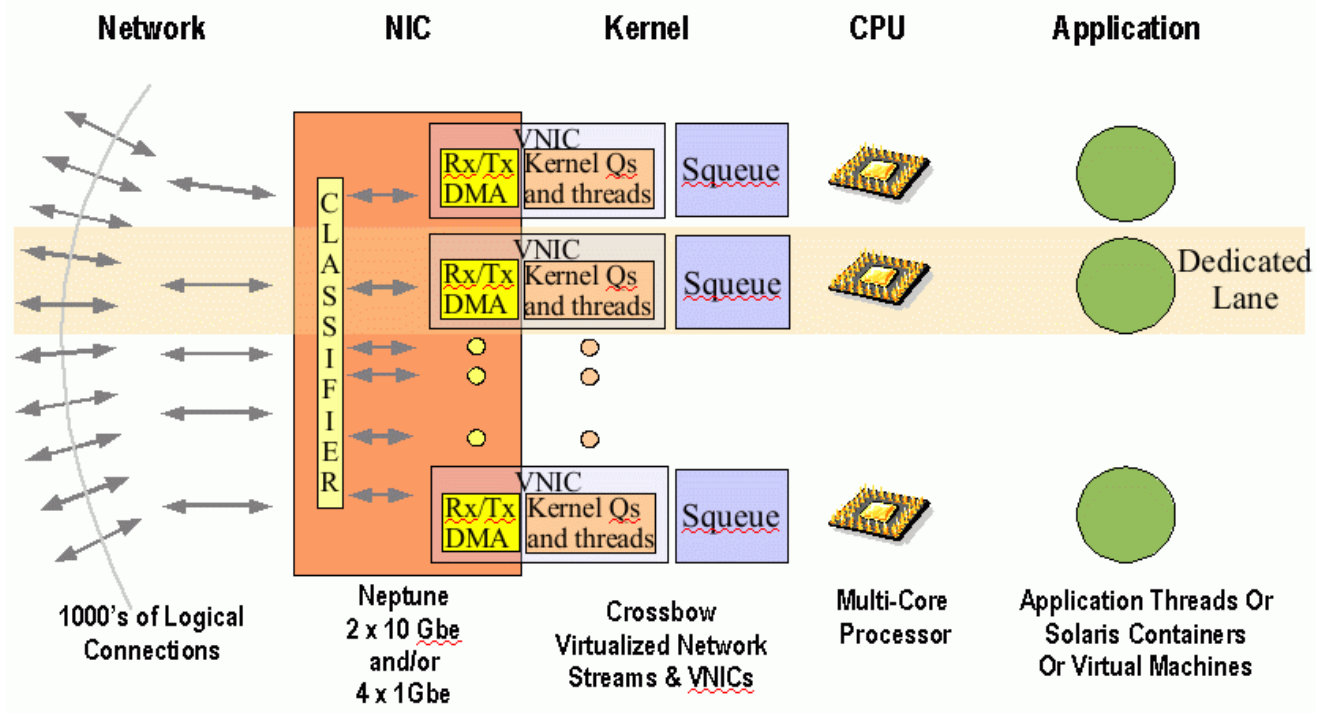 Network
NIC
Kernel
CPU
Application
VNIC
Rx/Tx
DMA
Kernel Qs
and threads
Squeue
C
L
A
S
S
I
F
I
E
R
VNIC
Rx/Tx
DMA
Kernel Qs
and threads
Squeue
Dedicated
Lane
VNIC
Rx/Tx
DMA
Kernel Qs
and threads
Squeue
1000's of Logical
Connections
Neptune
2 x 10 Gbe
and/or
4 x 1Gbe
Crossbow
Virtualized Network
Streams & VNICs
Multi-Core
Processor
Application Threads Or
Solaris Containers
Or Virtual Machines